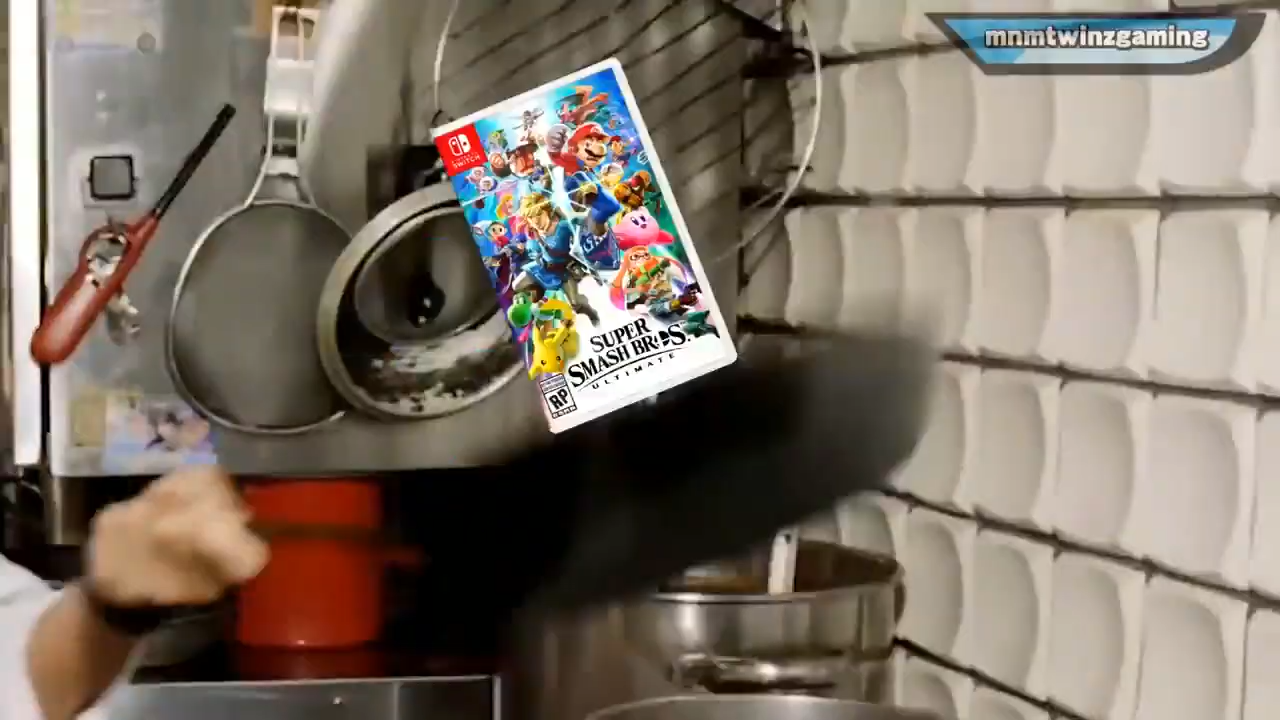 mnmtwinzgaming
SWITCH
SUPER
SMASH BROS.
ULTIMATE
RP